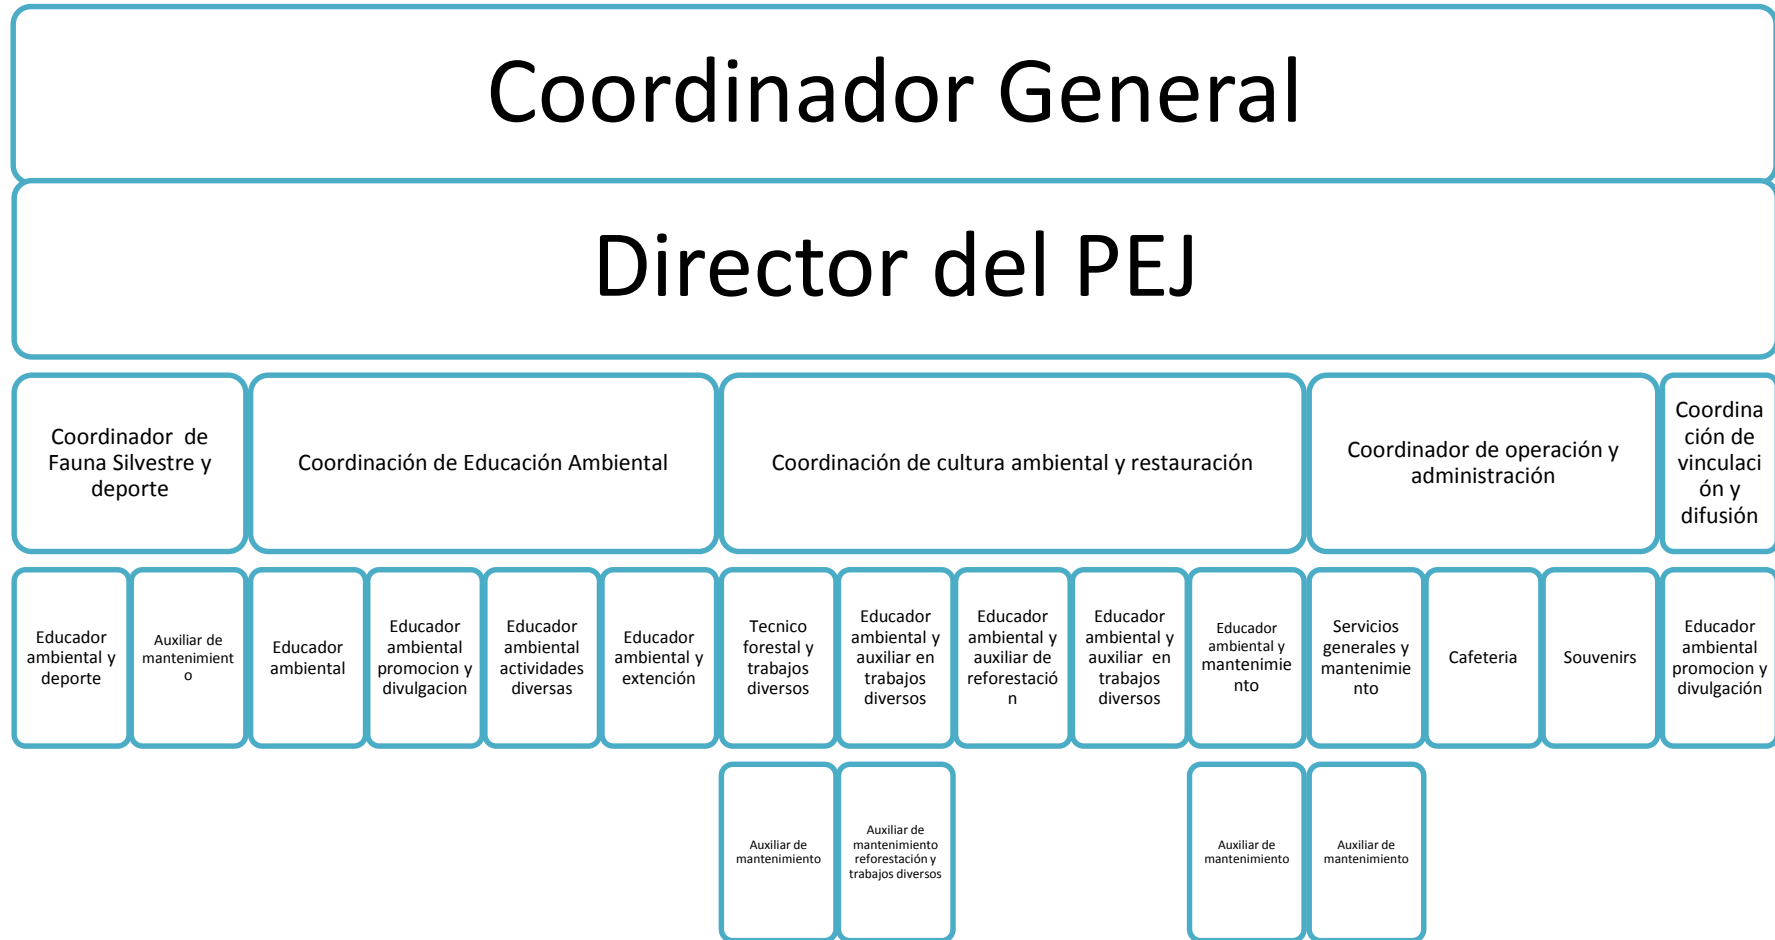 Coordinador General
Director del PEJ
Coordinador de
Fauna Silvestre y
deporte
Coordinación de Educación Ambiental
Coordinación de cultura ambiental y restauración
Coordinador de operación y
administración
Coordina
ción de
vinculaci
ón y
difusión
Educador
ambiental y
deporte
Auxiliar de
mantenimient
o
Educador
ambiental
Educador
ambiental
promocion y
divulgacion
Educador
ambiental
actividades
diversas
Educador
ambiental y
extención
Tecnico
forestal y
trabajos
diversos
Educador
ambiental y
auxiliar en
trabajos
diversos
Educador
ambiental y
auxiliar de
reforestació
n
Educador
ambiental y
auxiliar en
trabajos
diversos
Educador
ambiental y
mantenimie
nto
Servicios
generales y
mantenimie
nto
Cafeteria
Souvenirs
Educador
ambiental
promocion y
divulgación
Auxiliar de
mantenimiento
Auxiliar de
mantenimiento
reforestación y
trabajos diversos
Auxiliar de
mantenimiento
Auxiliar de
mantenimiento